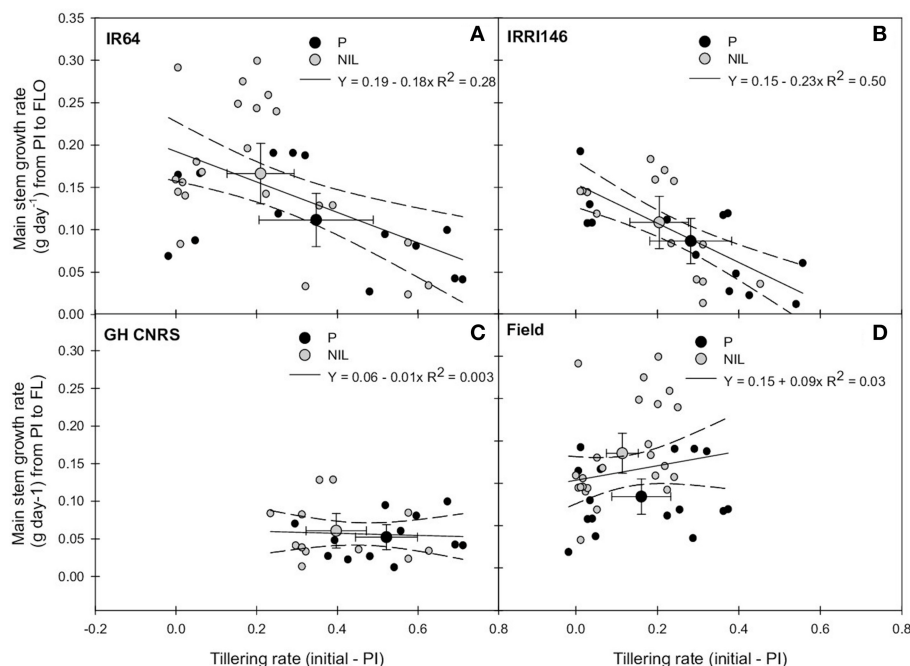 IR64
A
P
NIL
Y = 0.19 - 0.18x R2 = 0.28
IRRI146
B
P
NIL
Y = 0.15 - 0.23x R2 = 0.50
0.35
0.30
0.25
0.20
0.15
0.10
0.05
0.00
Main stem growth rate
(g day-1) from PI to FLO
GH CNRS
C
P
NIL
Y = 0.06 - 0.01x R2 = 0.003
Field
D
P
NIL
Y = 0.15 + 0.09x R2 = 0.03
0.30
0.25
0.20
0.15
0.10
0.05
0.00
Main stem growth rate
(g day-1) from PI to FL)
-0.2 0.0 0.2 0.4 0.6 0.8 0.0 0.2 0.4 0.6 0.8
Tillering rate (initial - PI) Tillering rate (initial - PI)